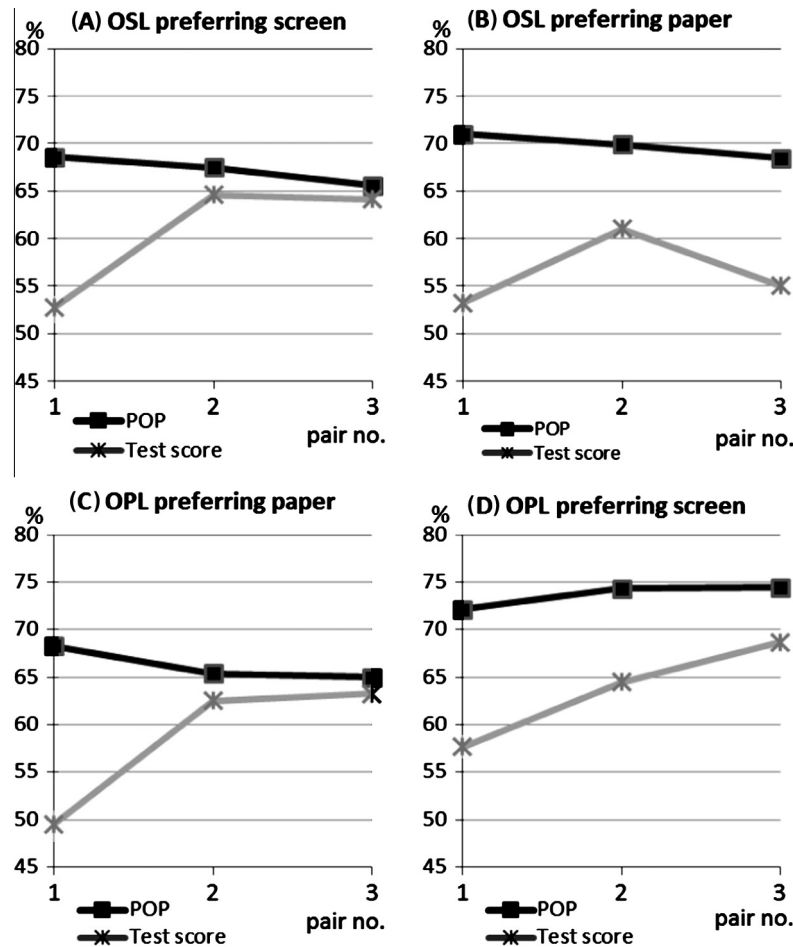 (A) OSL preferring screen
%
80
75
70
65
60
55
50
45
1 2 3
POP
Test score
pair no.
(B) OSL preferring paper
%
80
75
70
65
60
55
50
45
1 2 3
POP
Test score
pair no.
(C) OPL preferring paper
%
80
75
70
65
60
55
50
45
1 2 3
POP
Test score
pair no.
(D) OPL preferring screen
%
80
75
70
65
60
55
50
45
1 2 3
POP
Test score
pair no.